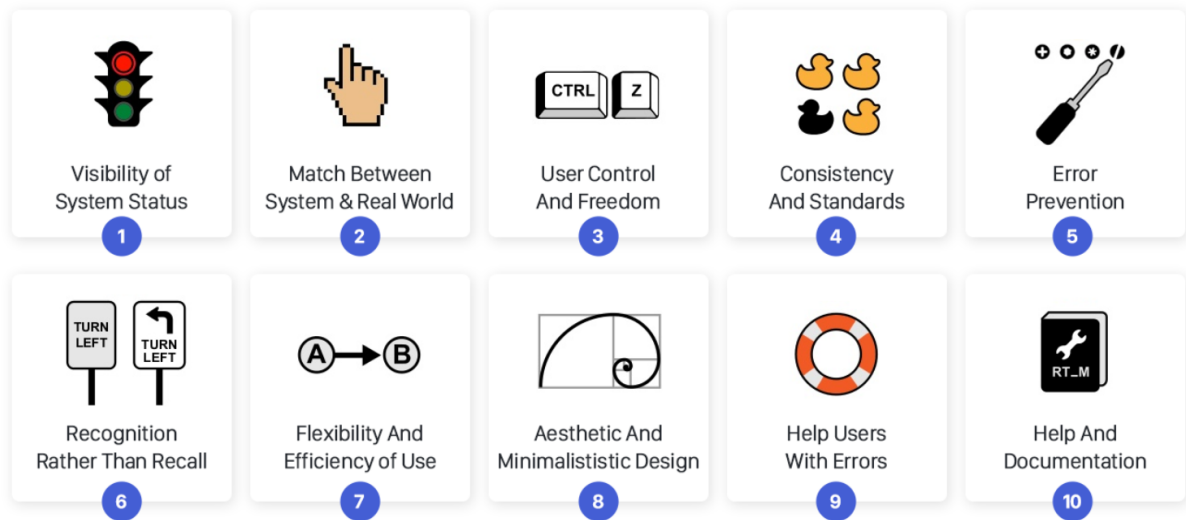 CTRL Z
Visibility of
System Status
1
Match Between
System & Real World
2
User Control
And Freedom
3
Consistency
And Standards
4
Error
Prevention
5
TURN
LEFT
TURN
LEFT
Recognition
Rather Than Recall
6
A B
Flexibility And
Efficiency of Use
7
Aesthetic And
Minimalististic Design
8
Help Users
With Errors
9
RT_M
Help And
Documentation
10